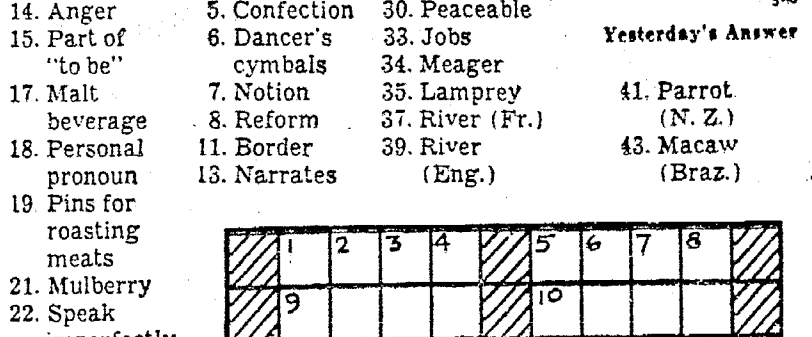 14. Anger
15. Part of
"to be"
17. Malt
beverage
18. Personal
pronoun
19. Pins for
roasting
meats
21. Mulberry
22. Speak
imperfectly
5. Confection
6. Dancer's
cymbals
7. Notion
8. Reform
11. Border
13. Narrates
30. Peaceable
33. Jobs
34. Meager
35. Lamprey
37. River (Fr.)
39. River
(Eng.)
Yesterday's Answer
41. Parrot
(N. Z.)
43. Macaw
(Braz.)
1 2 3 4 5 6 7 8
9 10